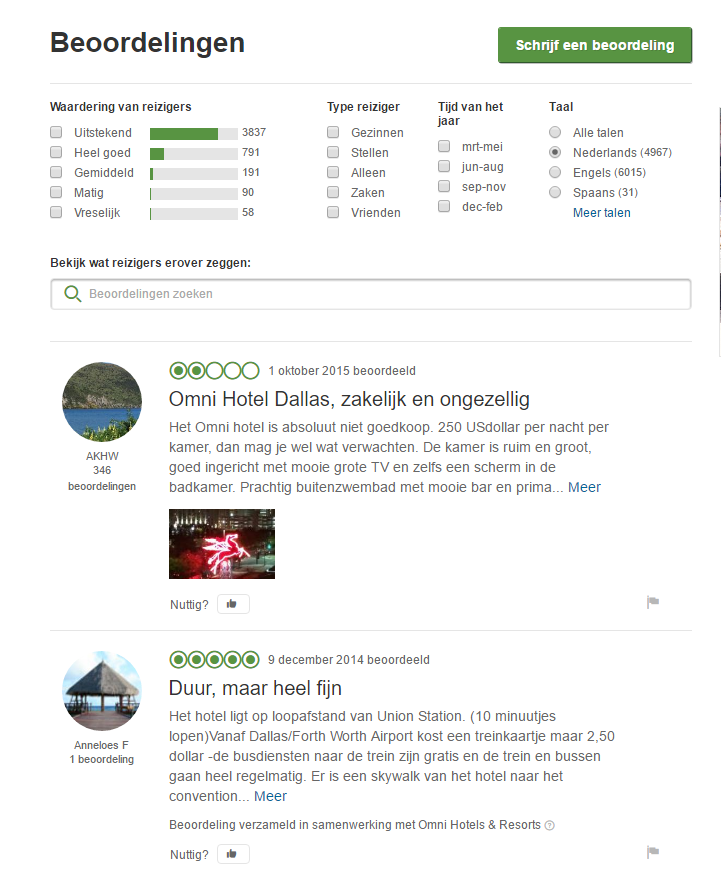 Beoordelingen
Schrijf een beoordeling
Waardering van reizigers
Uitstekend 3837
Heel goed 791
Gemiddeld 191
Matig 90
Vreselijk 58
Type reiziger
Gezinnen
Stellen
Alleen
Zaken
Vrienden
Tijd van het
jaar
mrt-mei
jun-aug
sep-nov
dec-feb
Taal
Alle talen
Nederlands (4967)
Engels (6015)
Spaans (31)
Meer talen
Bekijk wat reizigers erover zeggen:
Beoordelingen zoeken
1 oktober 2015 beoordeeld
Omni Hotel Dallas, zakelijk en ongezellig
Het Omni hotel is absoluut niet goedkoop. 250 USdollar per nacht per
kamer, dan mag je wel wat verwachten. De kamer is ruim en groot,
goed ingericht met mooie grote TV en zelfs een scherm in de
badkamer. Prachtig buitenzwembad met mooie bar en prima... Meer
AKHW
346
beoordelingen
Nuttig?
9 december 2014 beoordeeld
Duur, maar heel fijn
Het hotel ligt op loopafstand van Union Station. (10 minuutjes
lopen)Vanaf Dallas/Forth Worth Airport kost een treinkaartje maar 2,50
dollar -de busdiensten naar de trein zijn gratis en de trein en bussen
gaan heel regelmatig. Er is een skywalk van het hotel naar het
convention... Meer
Anneloes F
1 beoordeling
Beoordeling verzameld in samenwerking met Omni Hotels & Resorts ?
Nuttig?